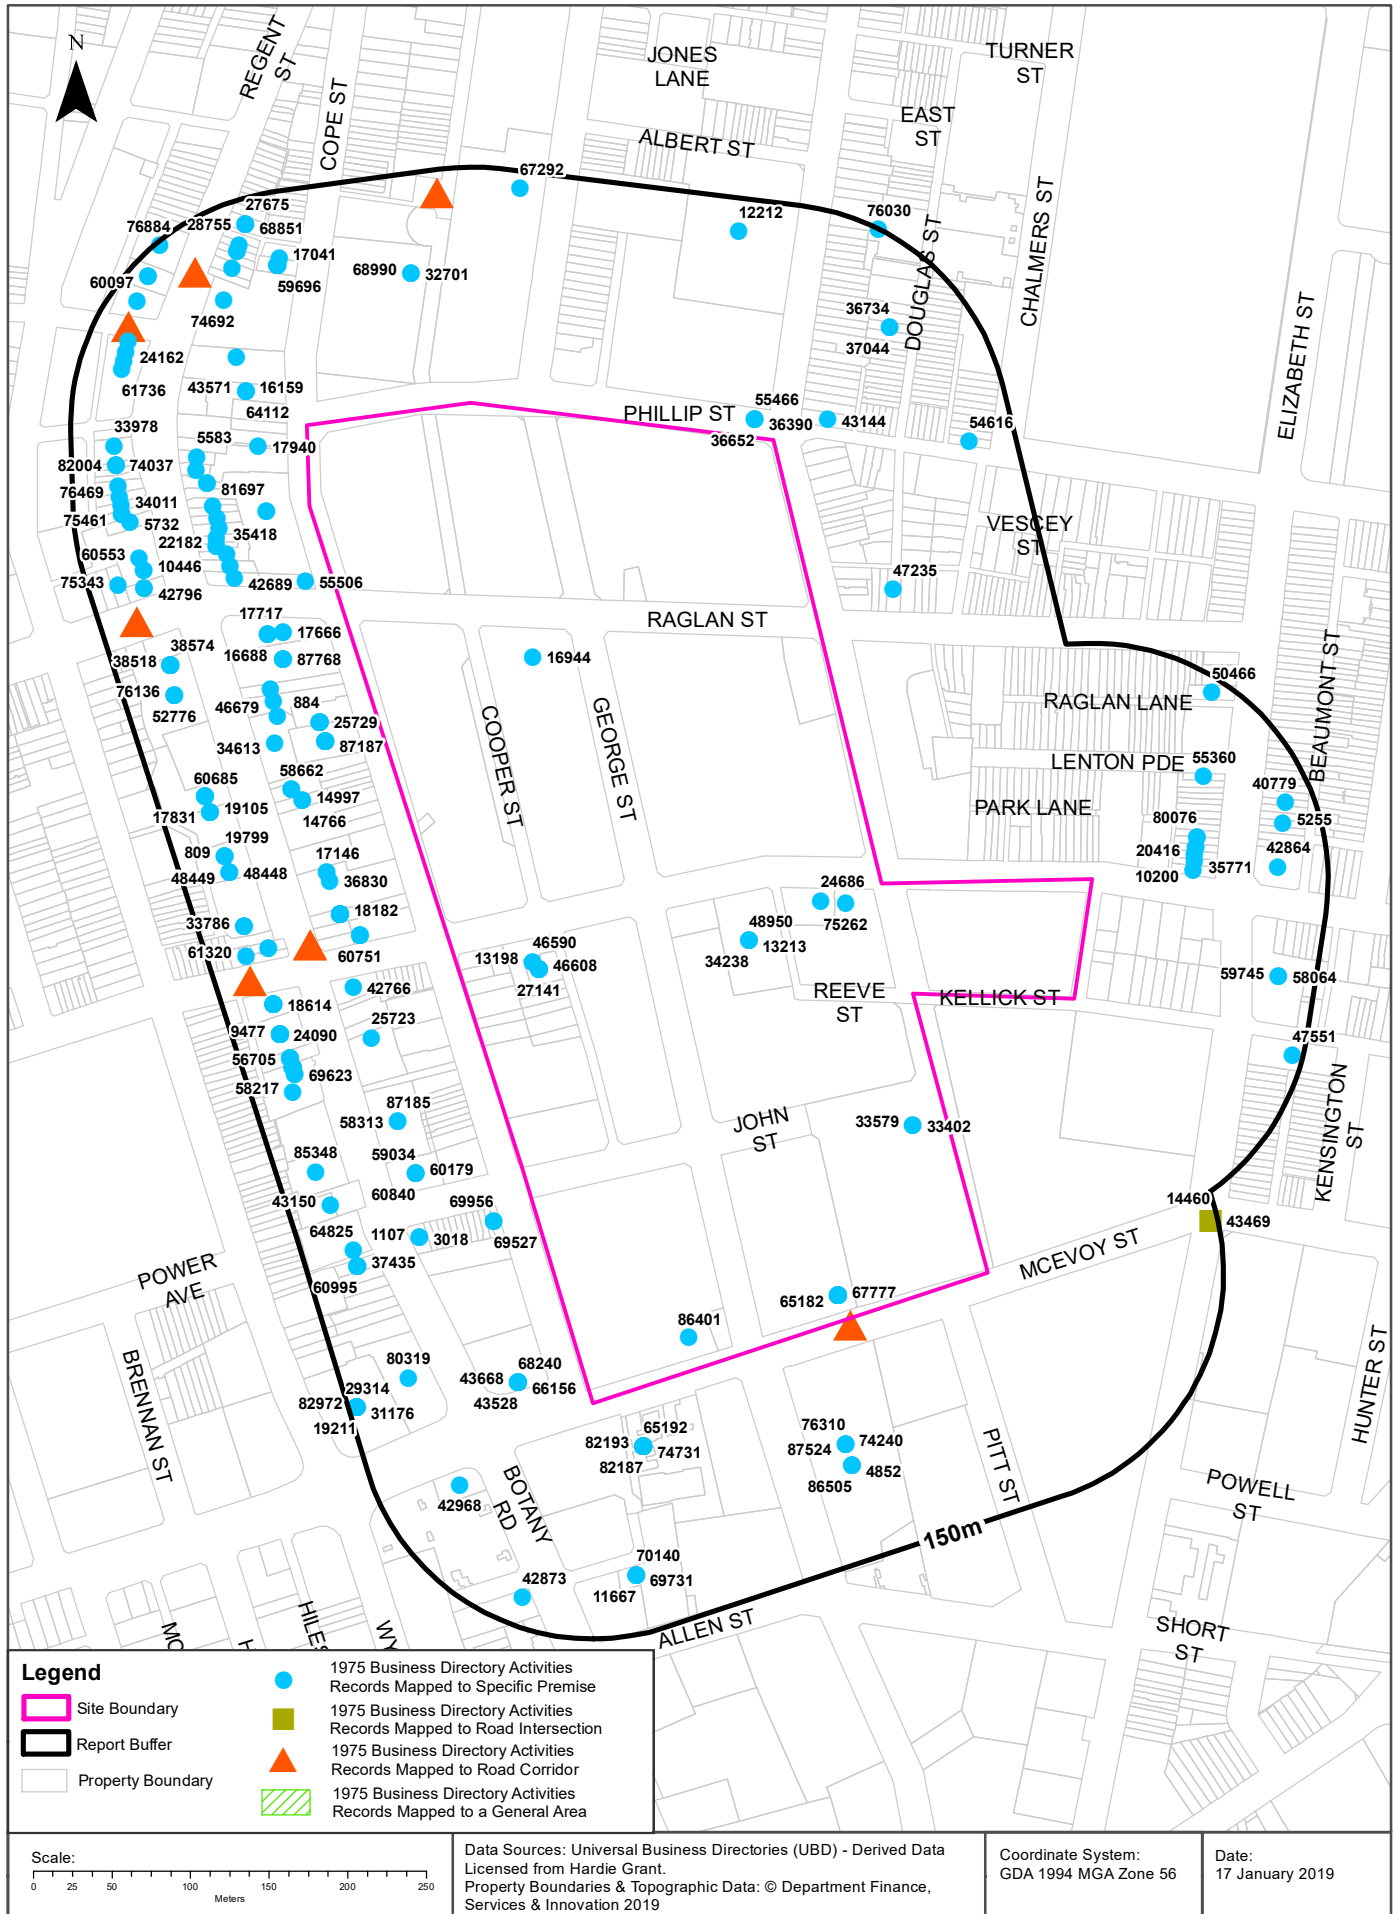 N
REGENT
ST
COPE ST
JONES
LANE
TURNER
ST
EAST
ST
ALBERT ST
67292
27675
28755
68851
76884
17041
59696
60097
74692
68990
32701
12212
76030
DOUGLAS ST
CHALMERS ST
ELIZABETH ST
36734
37044
24162
61736
43571
16159
64112
PHILLIP ST
55466
36390
36652
43144
54616
33978
5583
17940
82004
74037
76469
81697
34011
75461
5732
35418
22182
60553
10446
75343
42796
42689
55506
VESCEY
ST
47235
17717
17666
RAGLAN ST
38574
38518
16688
87768
16944
76136
52776
46679
884
25729
87187
34613
COOPER ST
GEORGE ST
50466
RAGLAN LANE
BEAUMONT ST
LENTON PDE
55360
60685
58662
14997
14766
19105
17831
PARK LANE
40779
5255
80076
19799
809
48449
48448
17146
36830
20416
10200
35771
42864
24686
75262
18182
33786
61320
60751
48950
13213
34238
46590
13198
46608
27141
59745
58064
42766
REEVE
ST
KELLICK ST
18614
9477
24090
25723
56705
69623
58217
47551
KENSINGTON
ST
87185
58313
JOHN
ST
33579
33402
85348
59034
60179
60840
43150
69956
69527
14460
43469
64825
1107
3018
37435
60995
POWER
AVE
MCEVOY ST
65182
67777
86401
BRENNAN ST
HUNTER ST
80319
29314
82972
31176
19211
43668
68240
66156
43528
65192
82193
74731
82187
76310
74240
87524
4852
86505
PITT ST
POWELL
ST
BOTANY
RD
42968
150m
42873
70140
69731
11667
ALLEN ST
SHORT
ST
MO
H
HILES
WY
Legend
Site Boundary
Report Buffer
Property Boundary
1975 Business Directory Activities
Records Mapped to Specific Premise
1975 Business Directory Activities
Records Mapped to Road Intersection
1975 Business Directory Activities
Records Mapped to Road Corridor
1975 Business Directory Activities
Records Mapped to a General Area
Scale:
0 25 50 100 150 200 250
Meters
Data Sources: Universal Business Directories (UBD) - Derived Data
Licensed from Hardie Grant.
Property Boundaries & Topographic Data: © Department Finance,
Services & Innovation 2019
Coordinate System:
GDA 1994 MGA Zone 56
Date:
17 January 2019